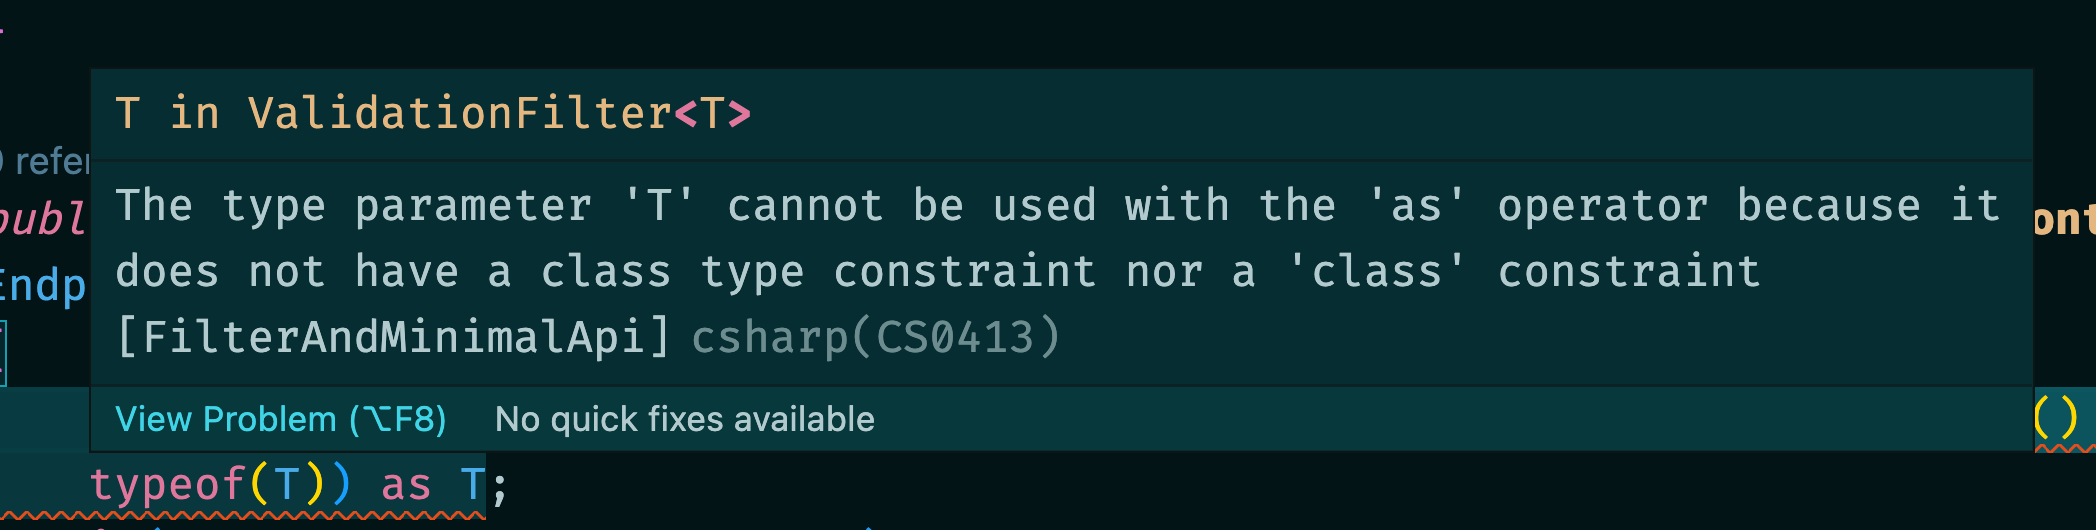 T in ValidationFilter<T>
refer
publ
The type parameter 'T' cannot be used with the 'as' operator because it
ont
Endp
does not have a class type constraint nor a 'class' constraint
[FilterAndMinimalApi] csharp(CS0413)
View Problem (⌥F8) No quick fixes available
()
typeof(T)) as T;